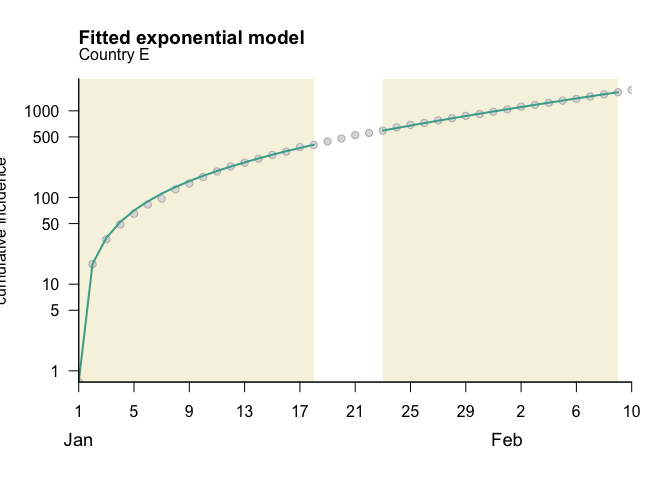 Fitted exponential model
Country E
cumulative incidence
1000
500
100
50
10
5
1
1 5 9 13 17 21 25 29 2 6 10
Jan Feb